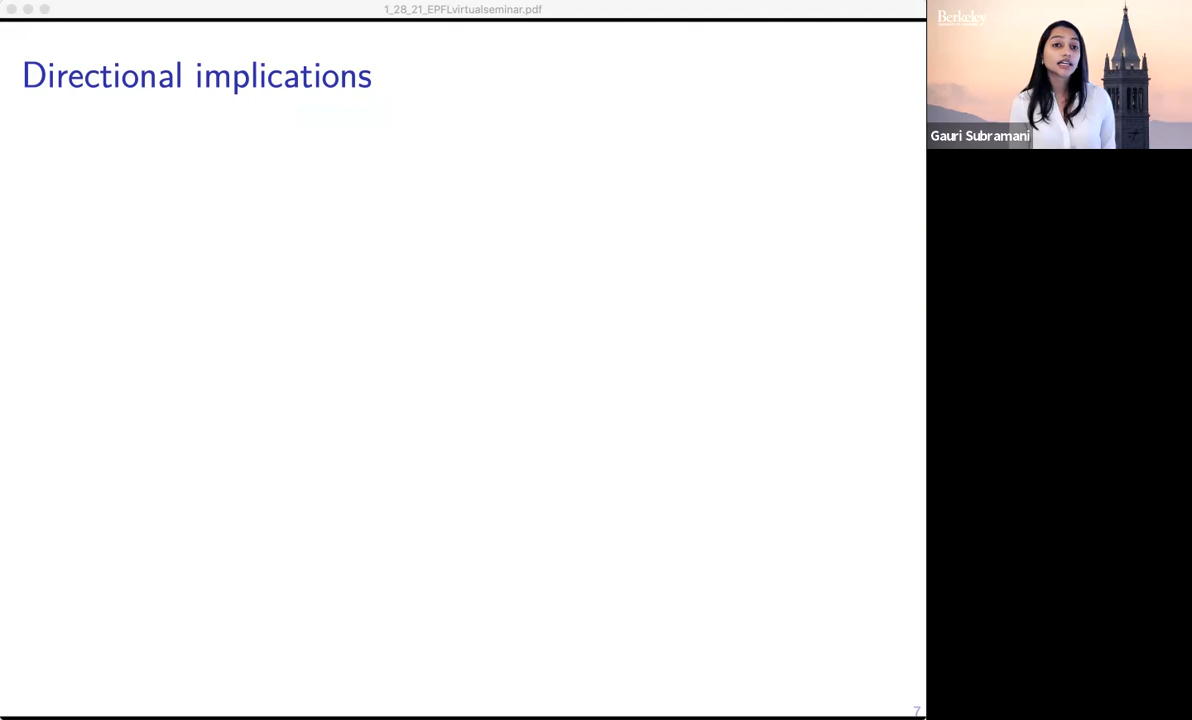 1_28_21_EPFLvirtualseminar.pdf
Directional implications
Berkeley
Gauri Subramani
7